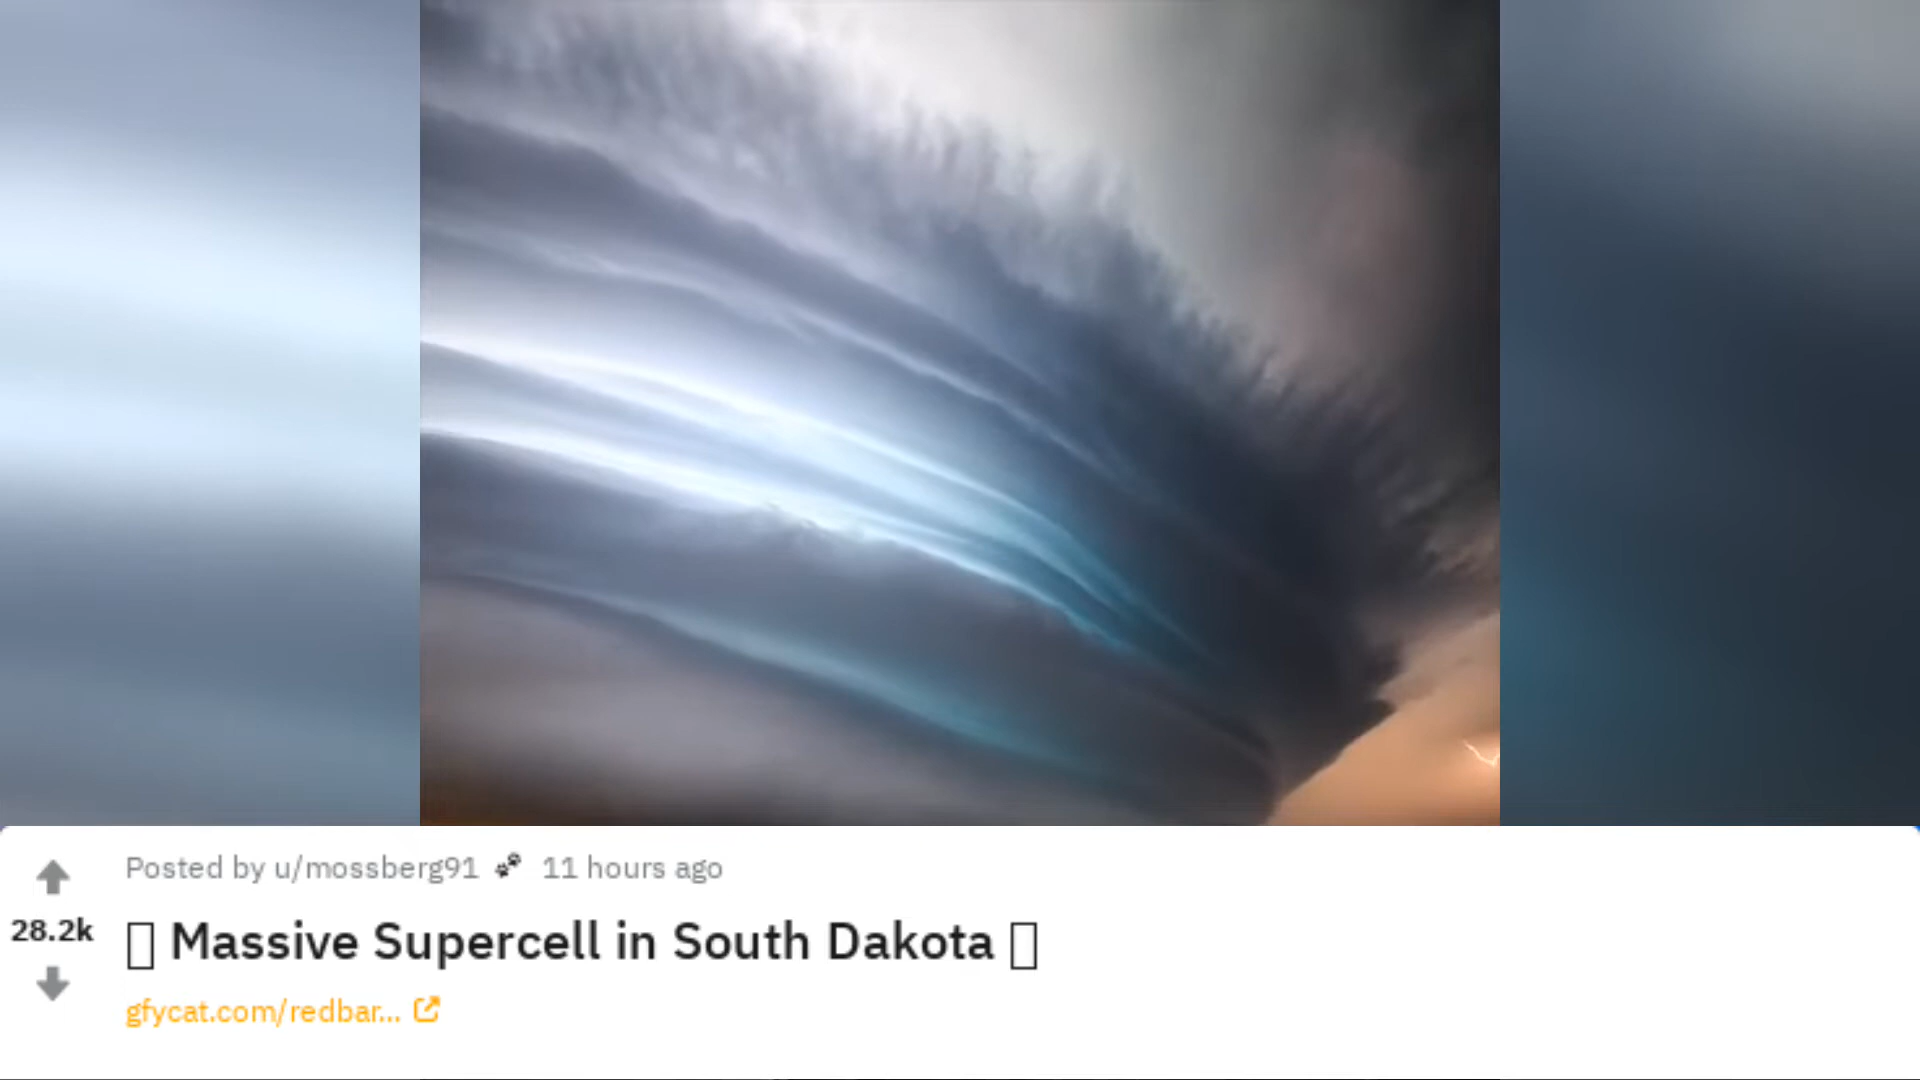 Posted by u/mossberg91 11 hours ago
28.2k
Massive Supercell in South Dakota
gfycat.com/redbar...